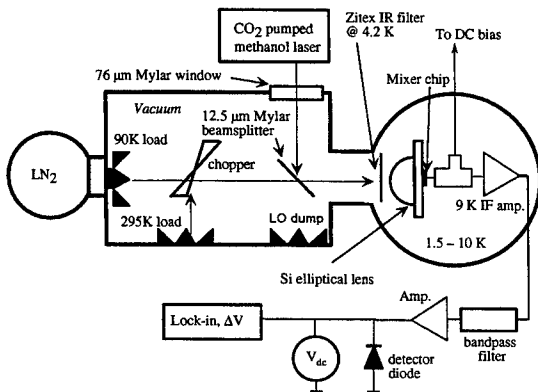 CO2 pumped
methanol laser
Zitex IR filter
@ 4.2 K
To DC bias
Mixer chip
76 μm Mylar window
Vacuum
12.5 μm Mylar
beamsplitter
90K load
chopper
LN2
295K load
LO dump
9 K IF amp.
1.5 – 10 K
Si elliptical lens
Amp.
Lock-in, ΔV
Vdc
detector
diode
bandpass
filter